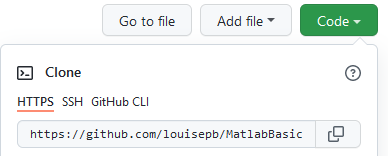 Go to file Add file Code
Clone
HTTPS SSH GitHub CLI
https://github.com/louisepb/MatlabBasic